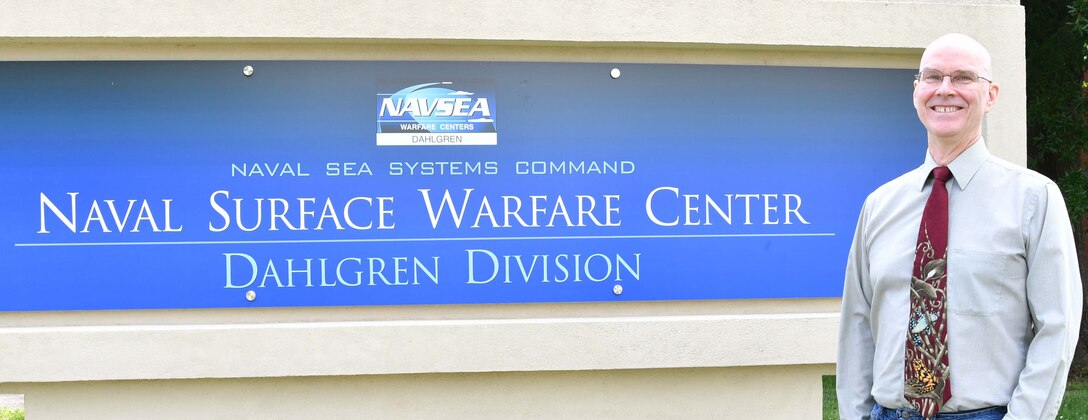 NAVSEA
WARFARE CENTERS
DAHLGREN
NAVAL SEA SYSTEMS COMMAND
NAVAL SURFACE WARFARE CENTER
DAHLGREN DIVISION